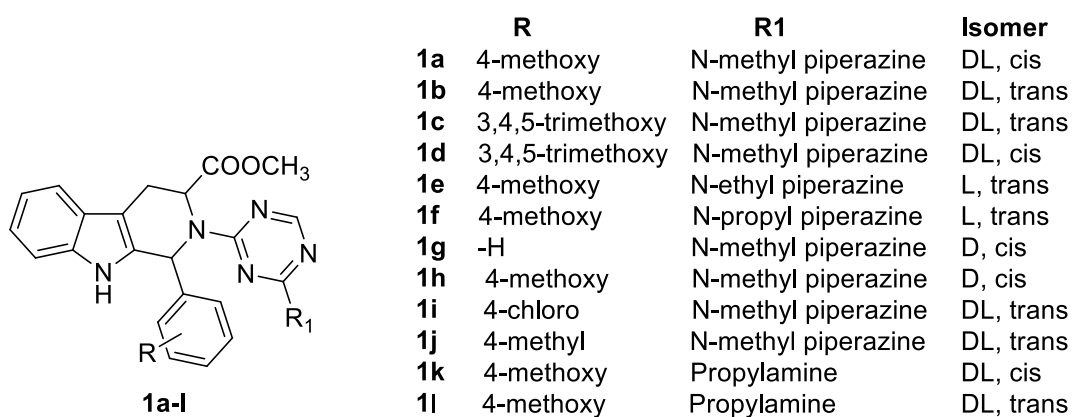 COOCH3
N
N
N
N
N
H
R1
R
1a-l
R R1 Isomer
1a 4-methoxy N-methyl piperazine DL, cis
1b 4-methoxy N-methyl piperazine DL, trans
1c 3,4,5-trimethoxy N-methyl piperazine DL, trans
1d 3,4,5-trimethoxy N-methyl piperazine DL, cis
1e 4-methoxy N-ethyl piperazine L, trans
1f 4-methoxy N-propyl piperazine L, trans
1g -H N-methyl piperazine D, cis
1h 4-methoxy N-methyl piperazine D, cis
1i 4-chloro N-methyl piperazine DL, trans
1j 4-methyl N-methyl piperazine DL, trans
1k 4-methoxy Propylamine DL, cis
1l 4-methoxy Propylamine DL, trans